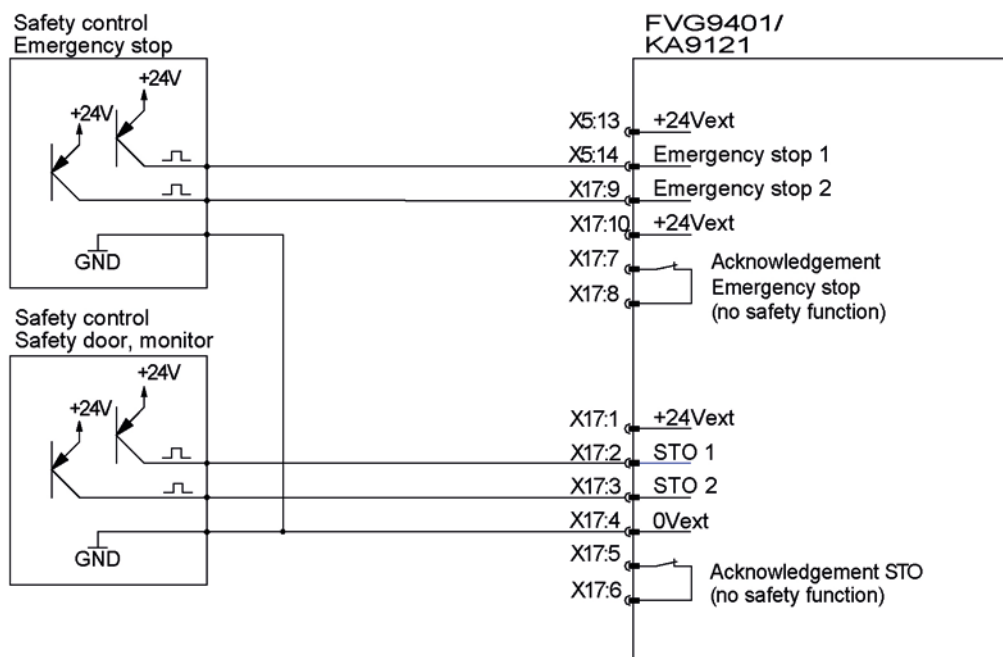 Safety control
Emergency stop
FVG9401/
KA9121
+24V
+24V
X5:13 +24Vext
X5:14 Emergency stop 1
X17:9 Emergency stop 2
X17:10 +24Vext
GND
X17:7 Acknowledgement
X17:8 Emergency stop
(no safety function)
Safety control
Safety door, monitor
+24V
+24V
X17:1 +24Vext
X17:2 STO 1
X17:3 STO 2
X17:4 0Vext
GND
X17:5 Acknowledgement STO
X17:6 (no safety function)